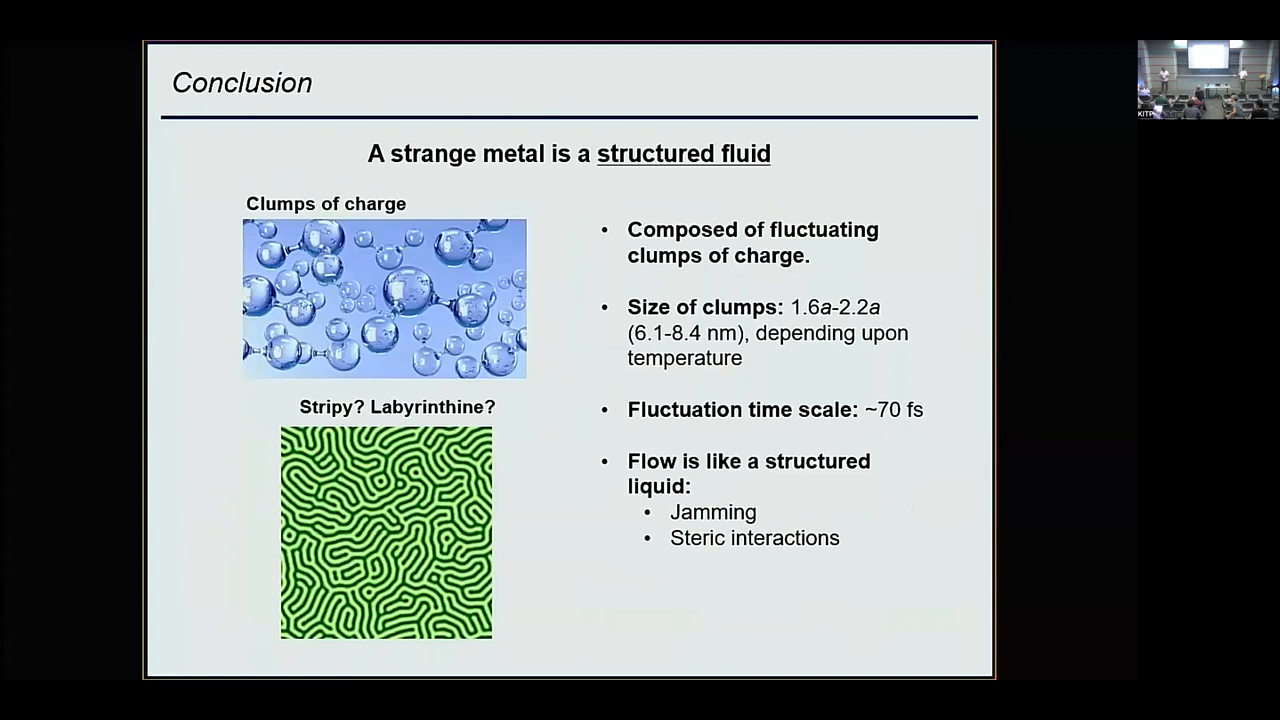 Conclusion
A strange metal is a structured fluid
Clumps of charge
Stripy? Labyrinthine?
• Composed of fluctuating
clumps of charge.
• Size of clumps: 1.6a-2.2a
(6.1-8.4 nm), depending upon
temperature
• Fluctuation time scale: ~70 fs
• Flow is like a structured
liquid:
• Jamming
• Steric interactions
KITP